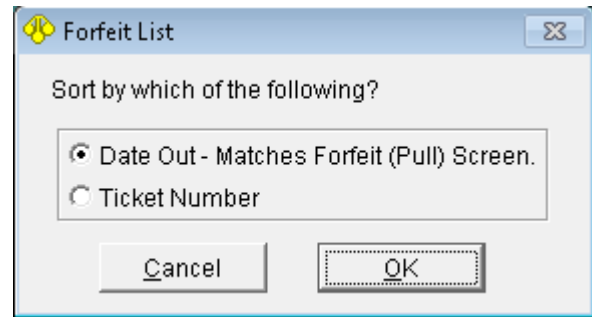 Forfeit List
Sort by which of the following?
Date Out - Matches Forfeit (Pull) Screen.
Ticket Number
Cancel
OK